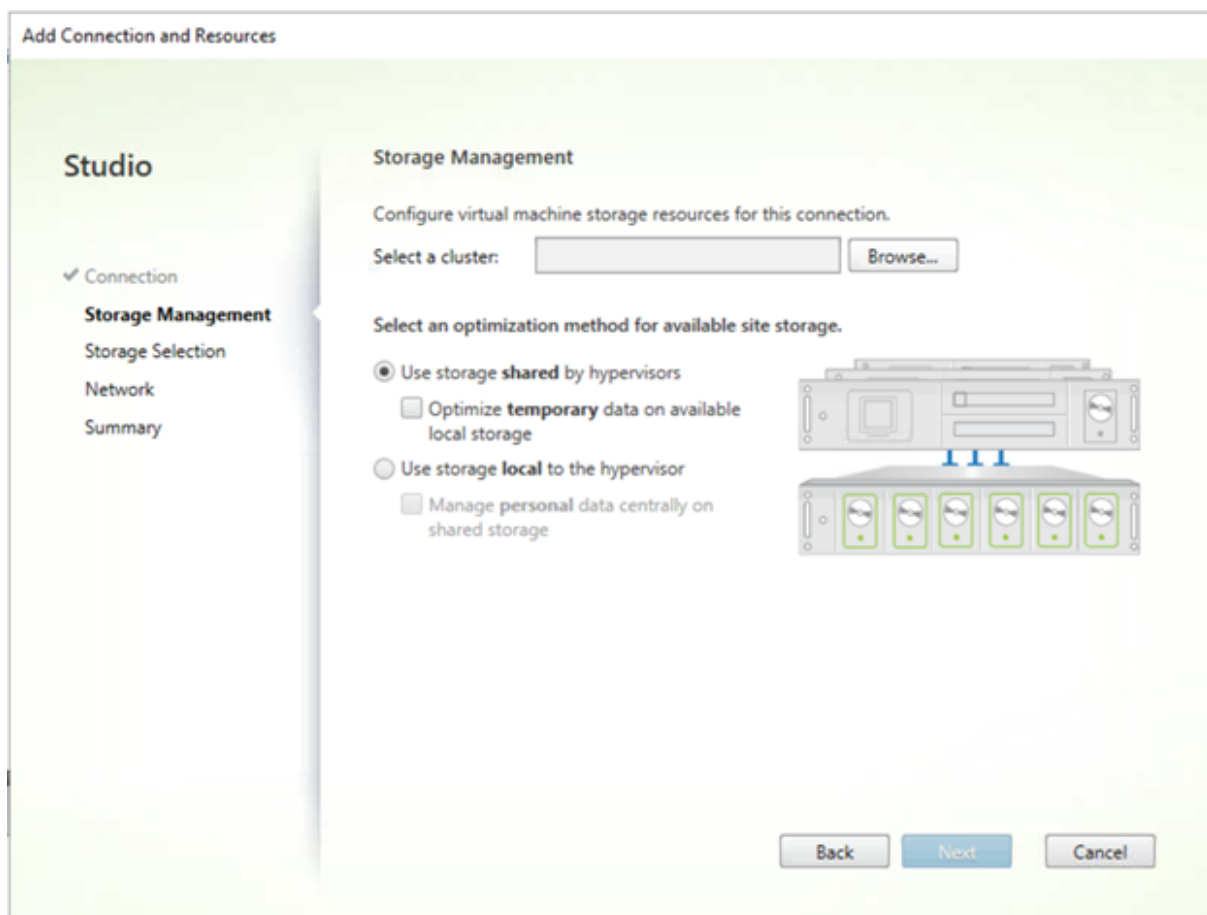 Add Connection and Resources
Studio
Connection
Storage Management
Storage Selection
Network
Summary
Storage Management
Configure virtual machine storage resources for this connection.
Select a cluster:
Browse...
Select an optimization method for available site storage.
Use storage shared by hypervisors
Optimize temporary data on available
local storage
Use storage local to the hypervisor
Manage personal data centrally on
shared storage
Back
Next
Cancel